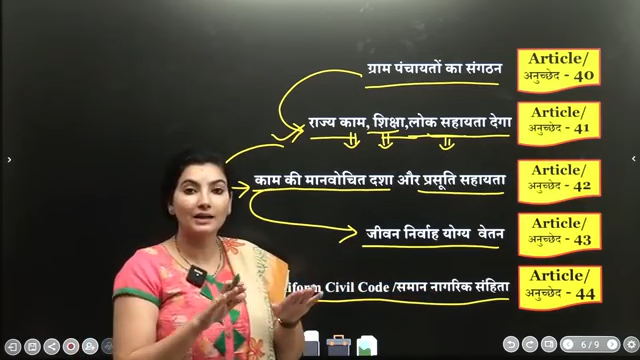 ग्राम पंचायतों का संगठन
Article/
अनुच्छेद - 40
राज्य काम, शिक्षा,लोक सहायता देगा
Article/
अनुच्छेद - 41
काम की मानवोचित दशा और प्रसूति सहायता
Article/
अनुच्छेद - 42
जीवन निर्वाह योग्य वेतन
Article/
अनुच्छेद - 43
Civil Code /समान नागरिक संहिता
Article/
अनुच्छेद - 44
6 / 9